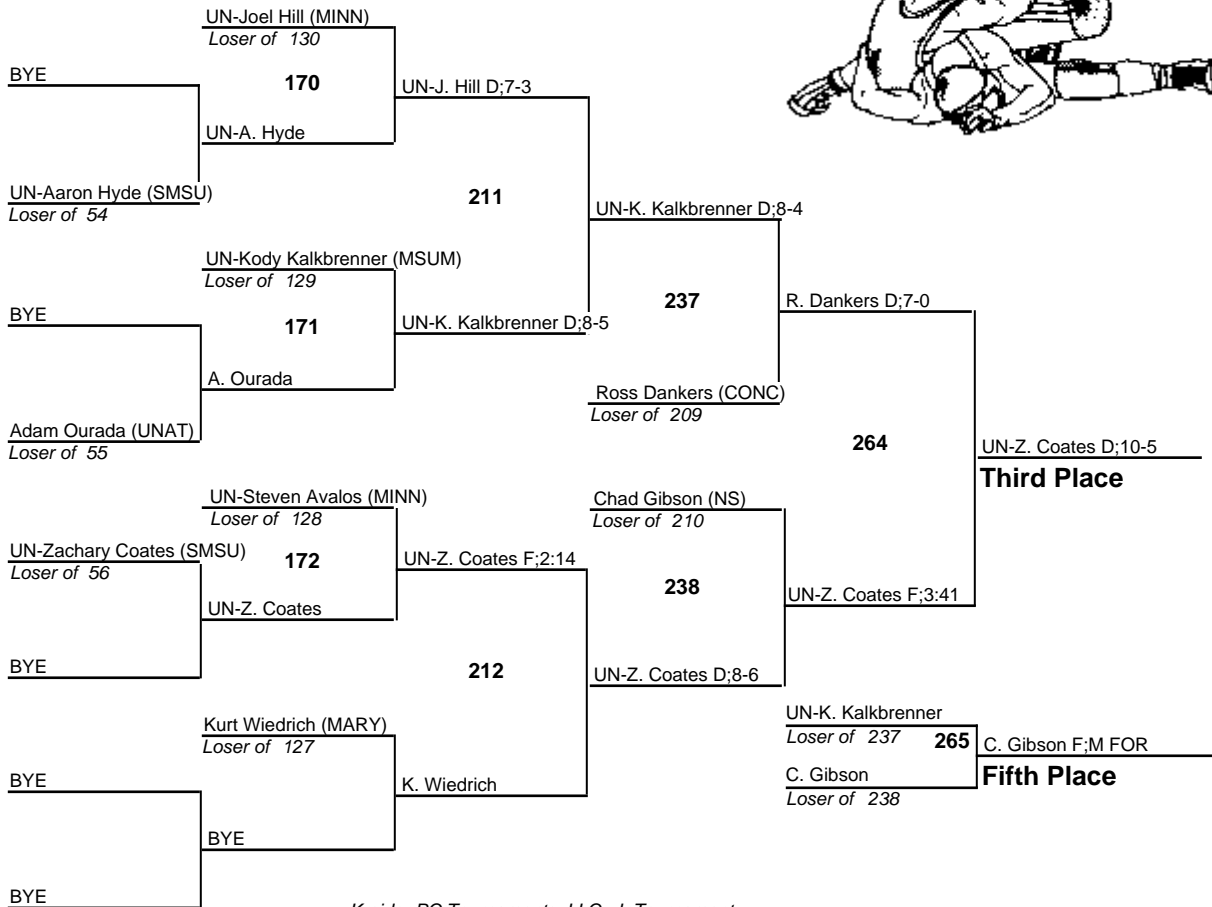 UN-Joel Hill (MINN)
Loser of 130
BYE
170
UN-J. Hill D;7-3
UN-A. Hyde
UN-Aaron Hyde (SMSU)
Loser of 54
211
UN-K. Kalkbrenner D;8-4
UN-Kody Kalkbrenner (MSUM)
Loser of 129
BYE
171
UN-K. Kalkbrenner D;8-5
237
R. Dankers D;7-0
A. Ourada
Ross Dankers (CONC)
Loser of 209
Adam Ourada (UNAT)
Loser of 55
264
UN-Z. Coates D;10-5
Third Place
UN-Steven Avalos (MINN)
Loser of 128
Chad Gibson (NS)
Loser of 210
UN-Zachary Coates (SMSU)
Loser of 56
172
UN-Z. Coates F;2:14
238
UN-Z. Coates F;3:41
UN-Z. Coates
BYE
212
UN-Z. Coates D;8-6
Kurt Wiedrich (MARY)
Loser of 127
UN-K. Kalkbrenner
Loser of 237
265
C. Gibson F;M FOR
Fifth Place
C. Gibson
Loser of 238
BYE
K. Wiedrich
BYE
BYE